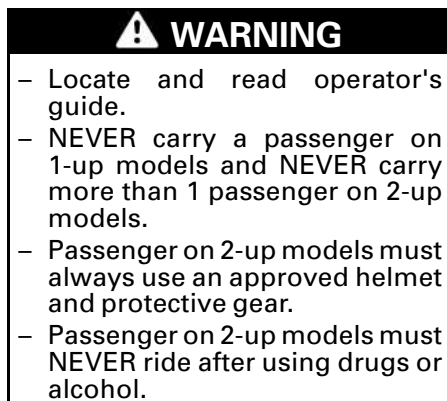 WARNING
– Locate and read operator's
guide.
– NEVER carry a passenger on
1-up models and NEVER carry
more than 1 passenger on 2-up
models.
– Passenger on 2-up models must
always use an approved helmet
and protective gear.
– Passenger on 2-up models must
NEVER ride after using drugs or
alcohol.